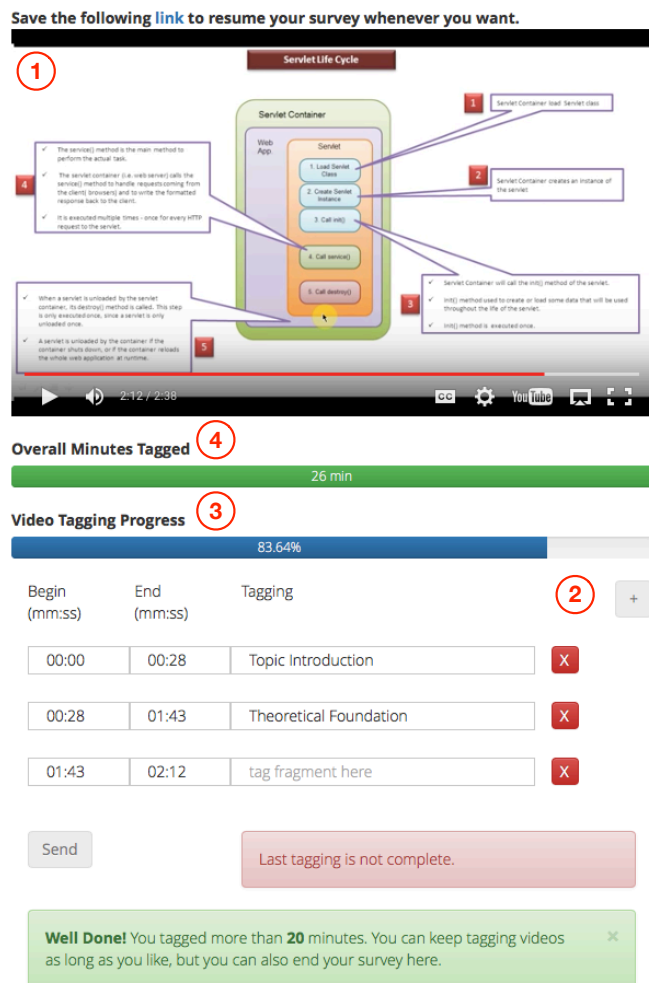 Save the following link to resume your survey whenever you want.
1
Servlet Life Cycle
1
Servlet Container load Servlet class
Servlet Container
Web
App.
Servlet
1. Load Servlet
Class
2. Create Servlet
Instance
3. Call init()
4. Call service()
5. Call destroy()
4
✓ The service() method is the main method to
perform the actual task.
✓ The servlet container (i.e. web server) calls the
service() method to handle requests coming from
the client( browsers) and to write the formatted
response back to the client.
✓ It is executed multiple times - once for every HTTP
request to the servlet.
2
Servlet Container creates an instance of
the servlet
3
✓ Servlet Container will call the init() method of the servlet.
✓ init() method used to create or load some data that will be used
throughout the life of the servlet.
✓ init() method is executed once.
✓ When a servlet is unloaded by the servlet
container, its destroy() method is called. This step
is only executed once, since a servlet is only
unloaded once.
✓ A servlet is unloaded by the container if the
container shuts down, or if the container reloads
the whole web application at runtime.
5
2:12 / 2:38
CC
YouTube
Overall Minutes Tagged
4
26 min
Video Tagging Progress
3
83.64%
Begin
(mm:ss)
End
(mm:ss)
Tagging
2
+
00:00 00:28 Topic Introduction X
00:28 01:43 Theoretical Foundation X
01:43 02:12 tag fragment here X
Send
Last tagging is not complete.
Well Done! You tagged more than 20 minutes. You can keep tagging videos ×
as long as you like, but you can also end your survey here.